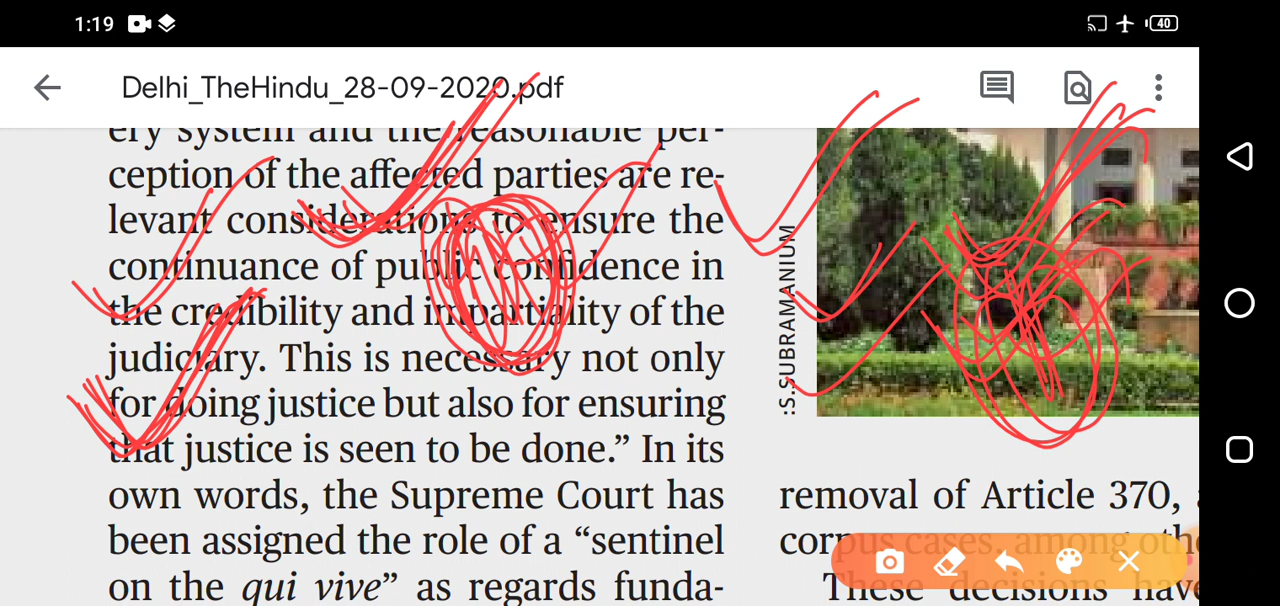 1:19
40
Delhi_TheHindu_28-09-2020.pdf
ery system and the reasonable per-
ception of the affected parties are re-
levant considerations to ensure the
continuance of public confidence in
the credibility and impartiality of the
judiciary. This is necessary not only
for doing justice but also for ensuring
that justice is seen to be done.” In its
own words, the Supreme Court has
been assigned the role of a “sentinel
on the qui vive” as regards funda-
:S.SUBRAMANIUM
removal of Article 370,
corpus cases, among oth
These decisions have